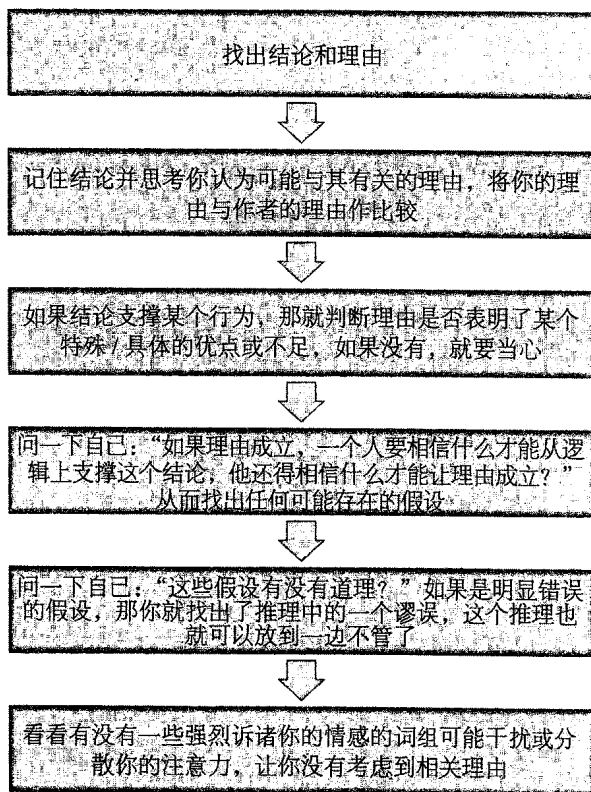 找出结论和理由
记住结论并思考你认为可能与其有关的理由，将你的理
由与作者的理由作比较
如果结论支撑某个行为，那就判断理由是否表明了某个
特殊/具体的优点或不足，如果没有，就要当心
问一下自己：“如果理由成立，一个人要相信什么才能从逻
辑上支撑这个结论，他还得相信什么才能让理由成立？”
从而找出任何可能存在的假设
问一下自己：“这些假设有没有道理？”如果是明显错误
的假设，那你就找出了推理中的一个谬误，这个推理也
就可以放到一边不管了
看看有没有一些强烈诉诸你的情感的词组可能干扰或分
散你的注意力，让你没有考虑到相关理由